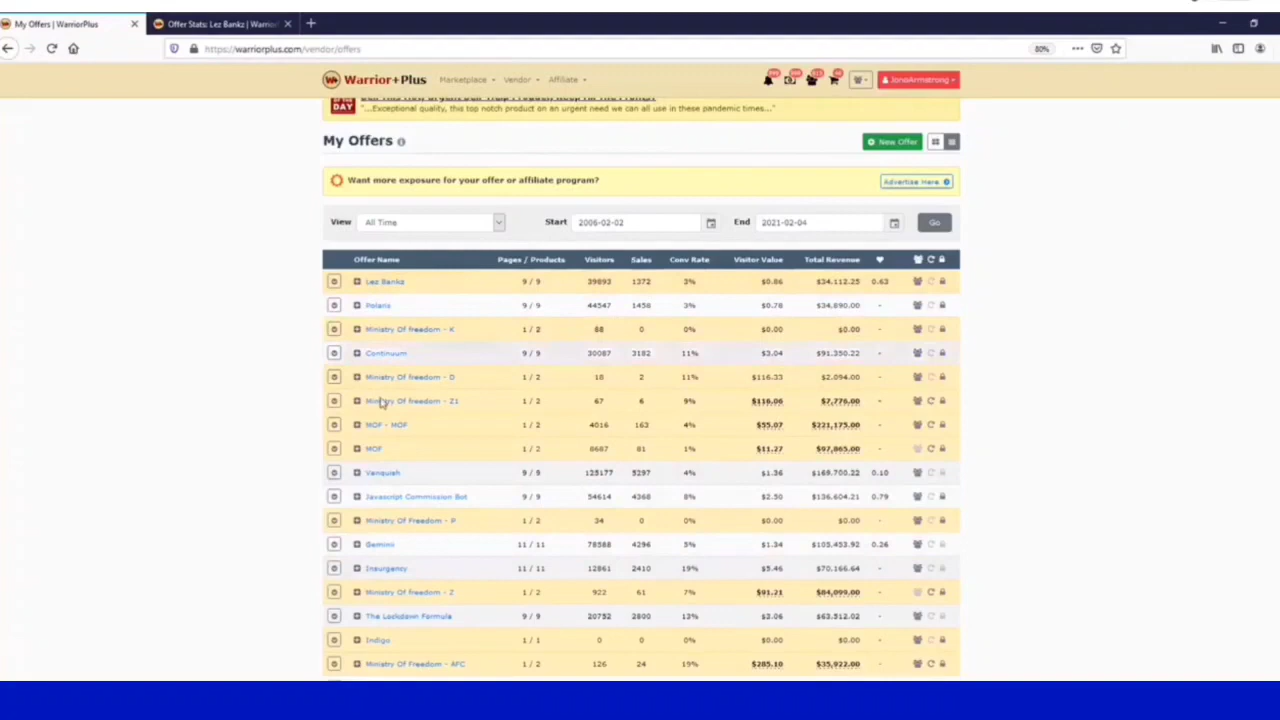 My Offers | WarriorPlus
Offer Stats: Lez Bankz | Warrior
https://warriorplus.com/vendor/offers
80%
Warrior+Plus Marketplace Vendor Affiliate JonoArmstrong
DAY "...Exceptional quality, this top notch product on an urgent need we can all use in these pandemic times..."
My Offers New Offer
Want more exposure for your offer or affiliate program? Advertise Here
View All Time Start 2006-02-02 End 2021-02-04 Go
Offer Name Pages / Products Visitors Sales Conv Rate Visitor Value Total Revenue
Lez Bankz 9 / 9 39893 1372 3% $0.86 $34,112.25 0.63
Polaris 9 / 9 44547 1458 3% $0.78 $34,890.00 -
Ministry Of freedom - K 1 / 2 88 0 0% $0.00 $0.00 -
Continuum 9 / 9 30087 3182 11% $3.04 $91,350.22 -
Ministry Of freedom - D 1 / 2 18 2 11% $116.33 $2,094.00 -
Ministry Of freedom - Z1 1 / 2 67 6 9% $116.06 $7,776.00 -
MOF - MOF 1 / 2 4016 163 4% $55.07 $221,175.00 -
MOF 1 / 2 8687 81 1% $11.27 $97,865.00 -
Vanquish 9 / 9 125177 5297 4% $1.36 $169,700.22 0.10
Javascript Commission Bot 9 / 9 54614 4368 8% $2.50 $136,604.21 0.79
Ministry Of Freedom - P 1 / 2 34 0 0% $0.00 $0.00 -
Geminii 11 / 11 78588 4296 5% $1.34 $105,453.92 0.26
Insurgency 11 / 11 12861 2410 19% $5.46 $70,166.64 -
Ministry Of freedom - Z 1 / 2 922 61 7% $91.21 $84,099.00 -
The Lockdown Formula 9 / 9 20752 2800 13% $3.06 $63,512.02 -
Indigo 1 / 1 0 0 0% $0.00 $0.00 -
Ministry Of Freedom - AFC 1 / 2 126 24 19% $285.10 $35,922.00 -